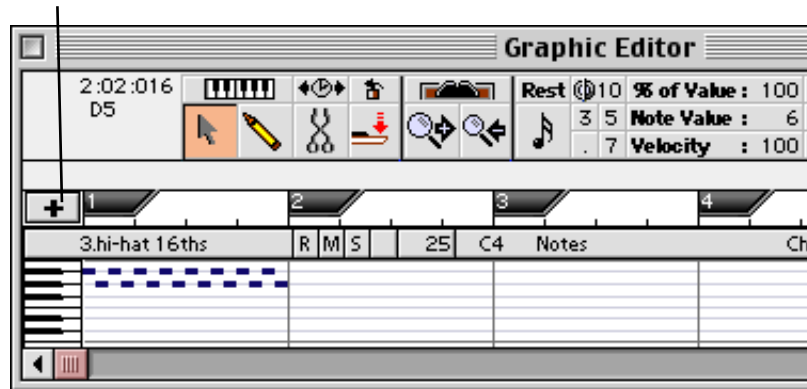 Graphic Editor
2:02:016 Rest 10 % of Value : 100
D5 3 5 Note Value : 6
. 7 Velocity : 100
+ 1 2 3 4
3.hi-hat 16ths R M S 25 C4 Notes Ch